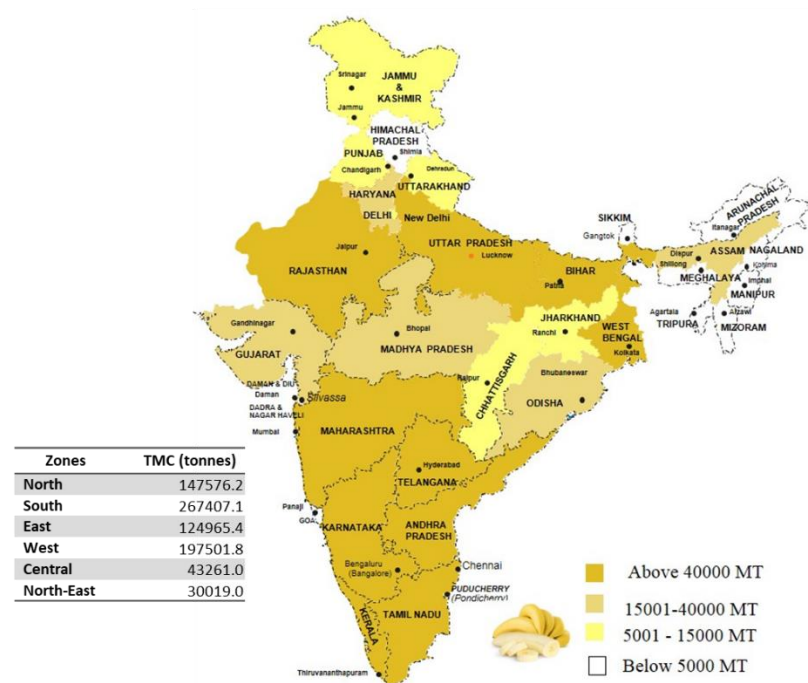 Srinagar
JAMMU
&
KASHMIR
Jammu
HIMACHAL
PRADESH
Shimla
PUNJAB
Chandigarh
Dehradun
UTTARAKHAND
HARYANA
DELHI
New Delhi
SIKKIM
Gangtok
ARUNACHAL
PRADESH
Itanagar
Jaipur
RAJASTHAN
UTTAR PRADESH
Lucknow
BIHAR
Patna
Dispur
ASSAM
NAGALAND
Shillong
Kohima
MEGHALAYA
Imphal
MANIPUR
Agartala
TRIPURA
Aizawl
MIZORAM
Gandhinagar
GUJARAT
Bhopal
MADHYA PRADESH
JHARKHAND
Ranchi
WEST
BENGAL
Kolkata
Raipur
CHHATTISGARH
Bhubaneswar
ODISHA
DAMAN & DIU
Daman
Silvassa
DADRA &
NAGAR HAVELI
Mumbai
MAHARASHTRA
Hyderabad
TELANGANA
Panaji
GOA
KARNATAKA
ANDHRA
PRADESH
Bengaluru
(Bangalore)
Chennai
PUDUCHERRY
(Pondicherry)
TAMIL NADU
KERALA
Thiruvananthapuram
Zones TMC (tonnes)
North 147576.2
South 267407.1
East 124965.4
West 197501.8
Central 43261.0
North-East 30019.0
Above 40000 MT
15001-40000 MT
5001 - 15000 MT
Below 5000 MT